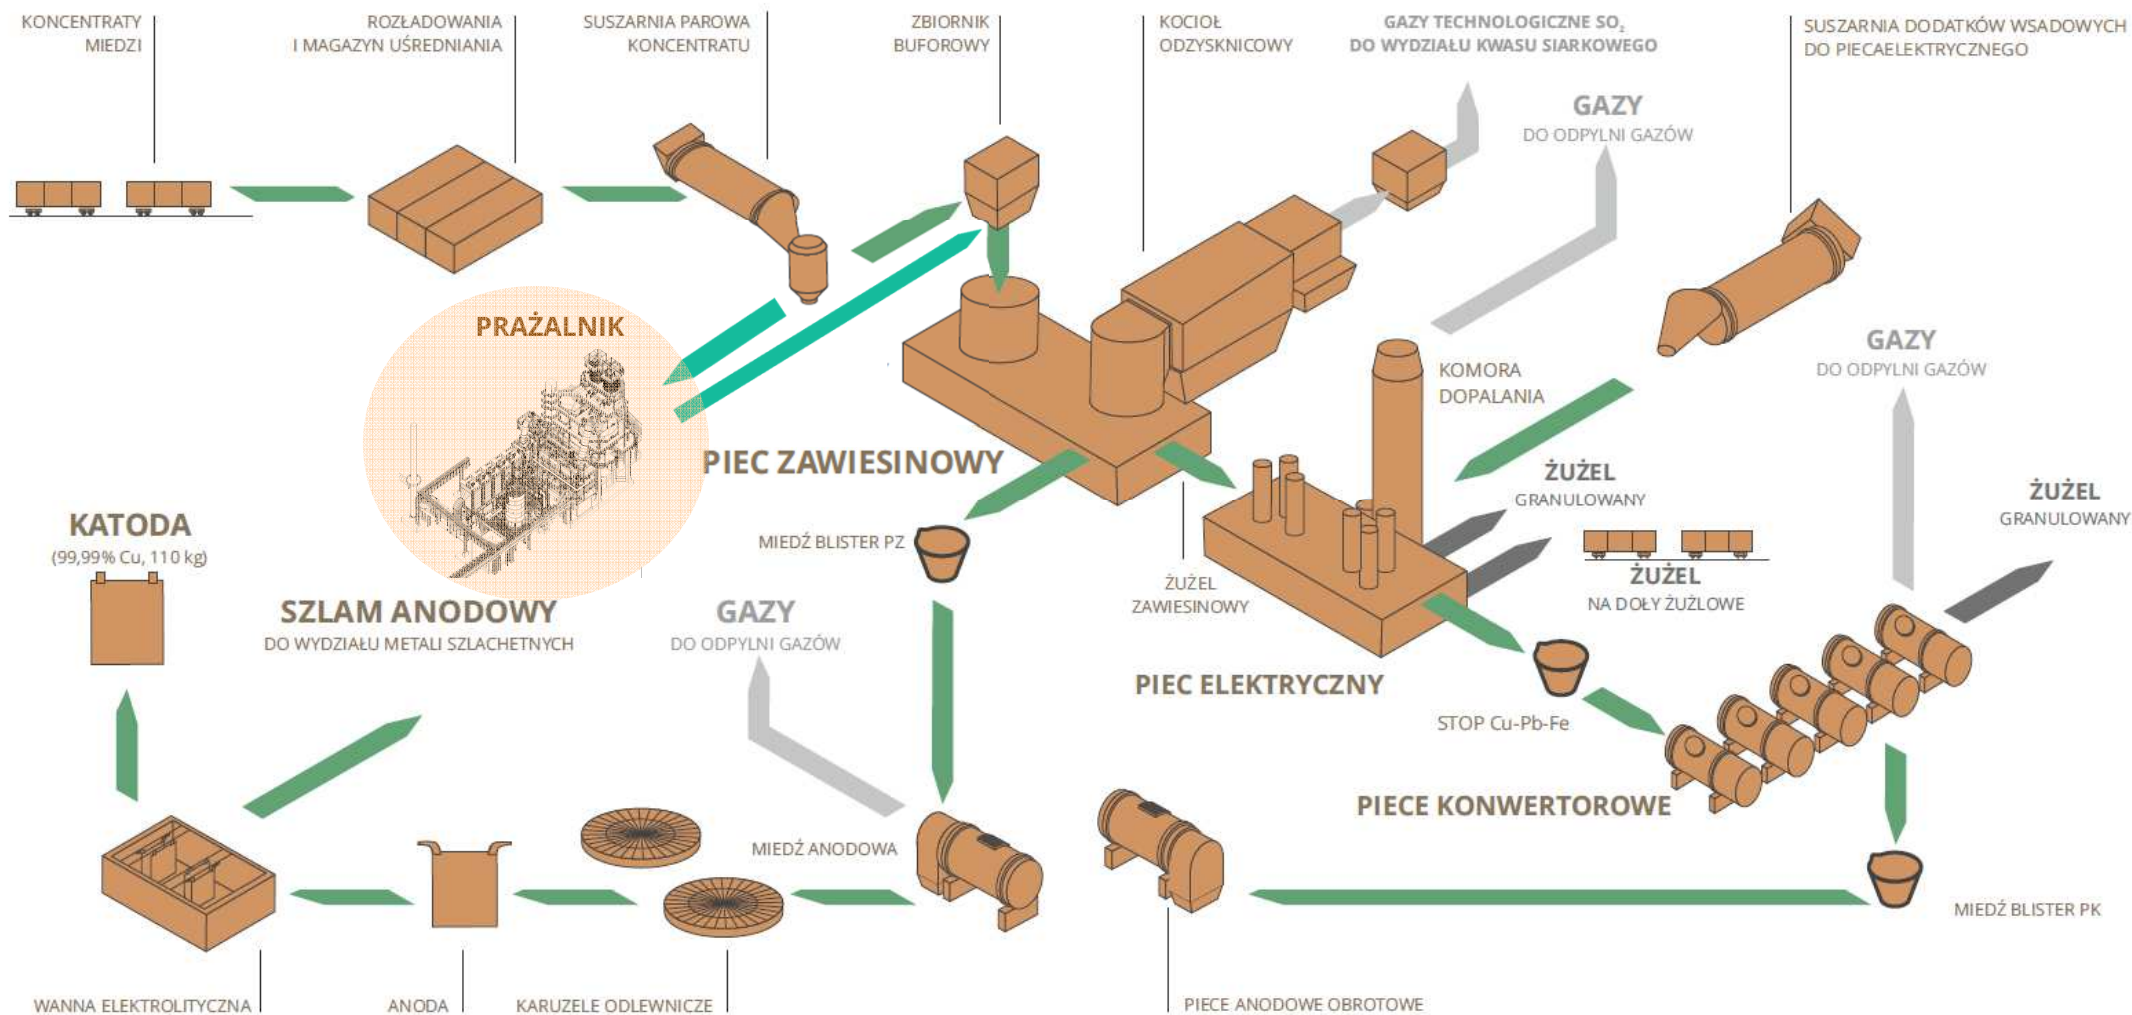 KONCENTRATY
MIEDZI
ROZŁADOWANIA
I MAGAZYN UŚREDNIANIA
SUSZARNIA PAROWA
KONCENTRATU
ZBIORNIK
BUFOROWY
KOCIOŁ
ODZYSKNICOWY
GAZY TECHNOLOGICZNE SO₂
DO WYDZIAŁU KWASU SIARKOWEGO
SUSZARNIA DODATKÓW WSADOWYCH
DO PIECAELEKTRYCZNEGO
GAZY
DO ODPYLNI GAZÓW
PRAŻALNIK
KOMORA
DOPALANIA
GAZY
DO ODPYLNI GAZÓW
PIEC ZAWIESINOWY
ŻUŻEL
GRANULOWANY
ŻUŻEL
GRANULOWANY
KATODA
(99,99% Cu, 110 kg)
MIEDŹ BLISTER PZ
ŻUŻEL
ZAWIESINOWY
ŻUŻEL
NA DOŁY ŻUŻLOWE
SZLAM ANODOWY
DO WYDZIAŁU METALI SZLACHETNYCH
GAZY
DO ODPYLNI GAZÓW
PIEC ELEKTRYCZNY
STOP Cu-Pb-Fe
PIECE KONWERTOROWE
MIEDŹ ANODOWA
MIEDŹ BLISTER PK
WANNA ELEKTROLITYCZNA
ANODA
KARUZELE ODLEWNICZE
PIECE ANODOWE OBROTOWE